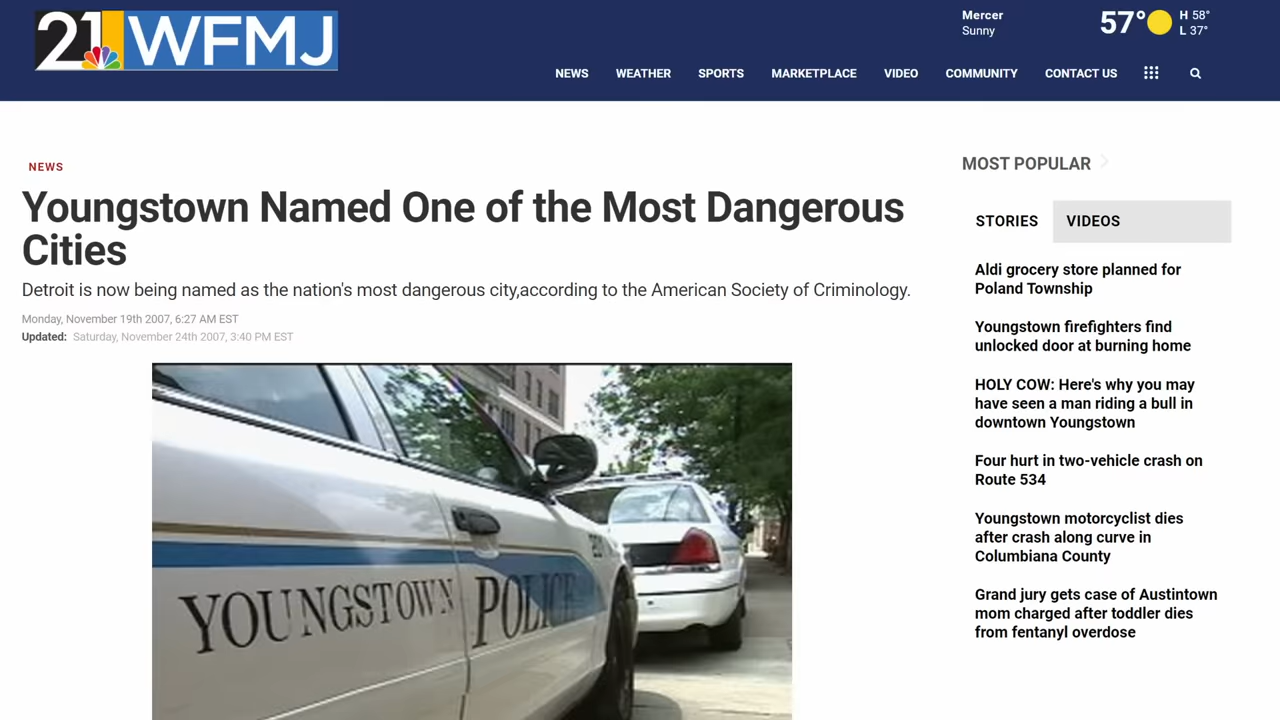 21 WFMJ
Mercer
Sunny
57°
H 58°
L 37°
NEWS WEATHER SPORTS MARKETPLACE VIDEO COMMUNITY CONTACT US
NEWS
Youngstown Named One of the Most Dangerous
Cities
Detroit is now being named as the nation's most dangerous city,according to the American Society of Criminology.
Monday, November 19th 2007, 6:27 AM EST
Updated: Saturday, November 24th 2007, 3:40 PM EST
YOUNGSTOWN POLICE
MOST POPULAR
STORIES VIDEOS
Aldi grocery store planned for
Poland Township
Youngstown firefighters find
unlocked door at burning home
HOLY COW: Here's why you may
have seen a man riding a bull in
downtown Youngstown
Four hurt in two-vehicle crash on
Route 534
Youngstown motorcyclist dies
after crash along curve in
Columbiana County
Grand jury gets case of Austintown
mom charged after toddler dies
from fentanyl overdose